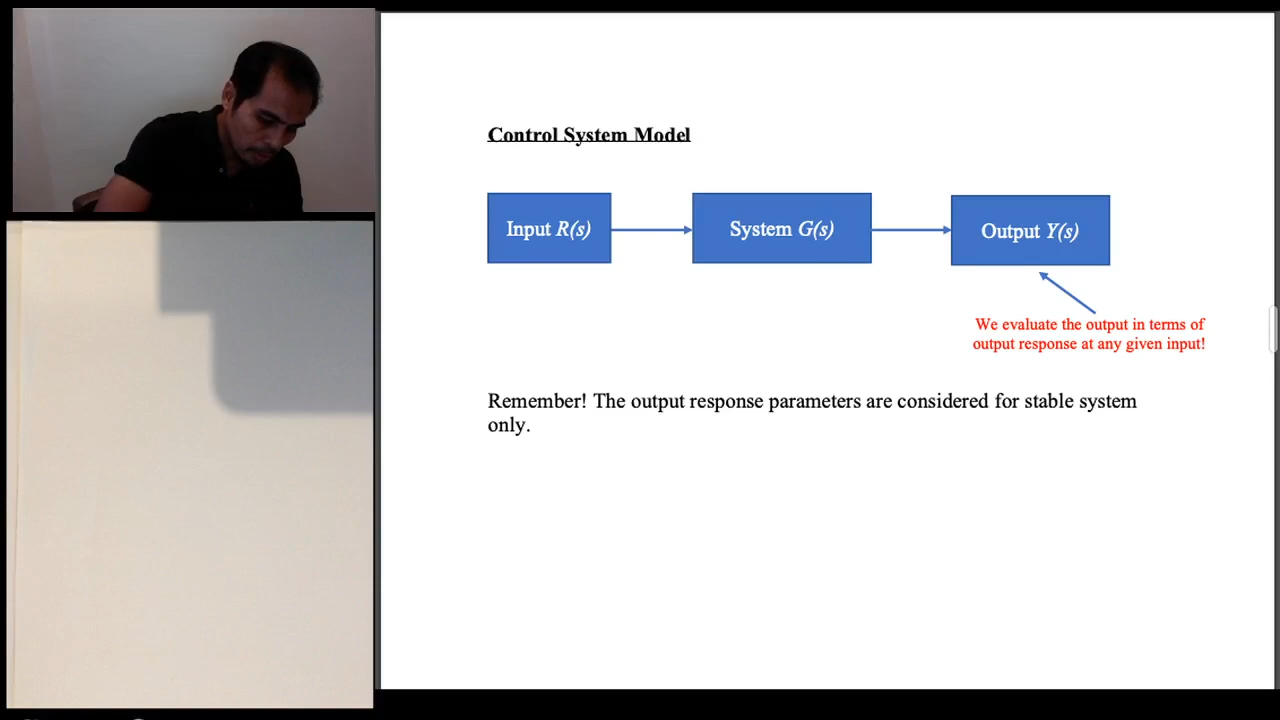 Control System Model
Input R(s)
System G(s)
Output Y(s)
We evaluate the output in terms of
output response at any given input!
Remember! The output response parameters are considered for stable system
only.